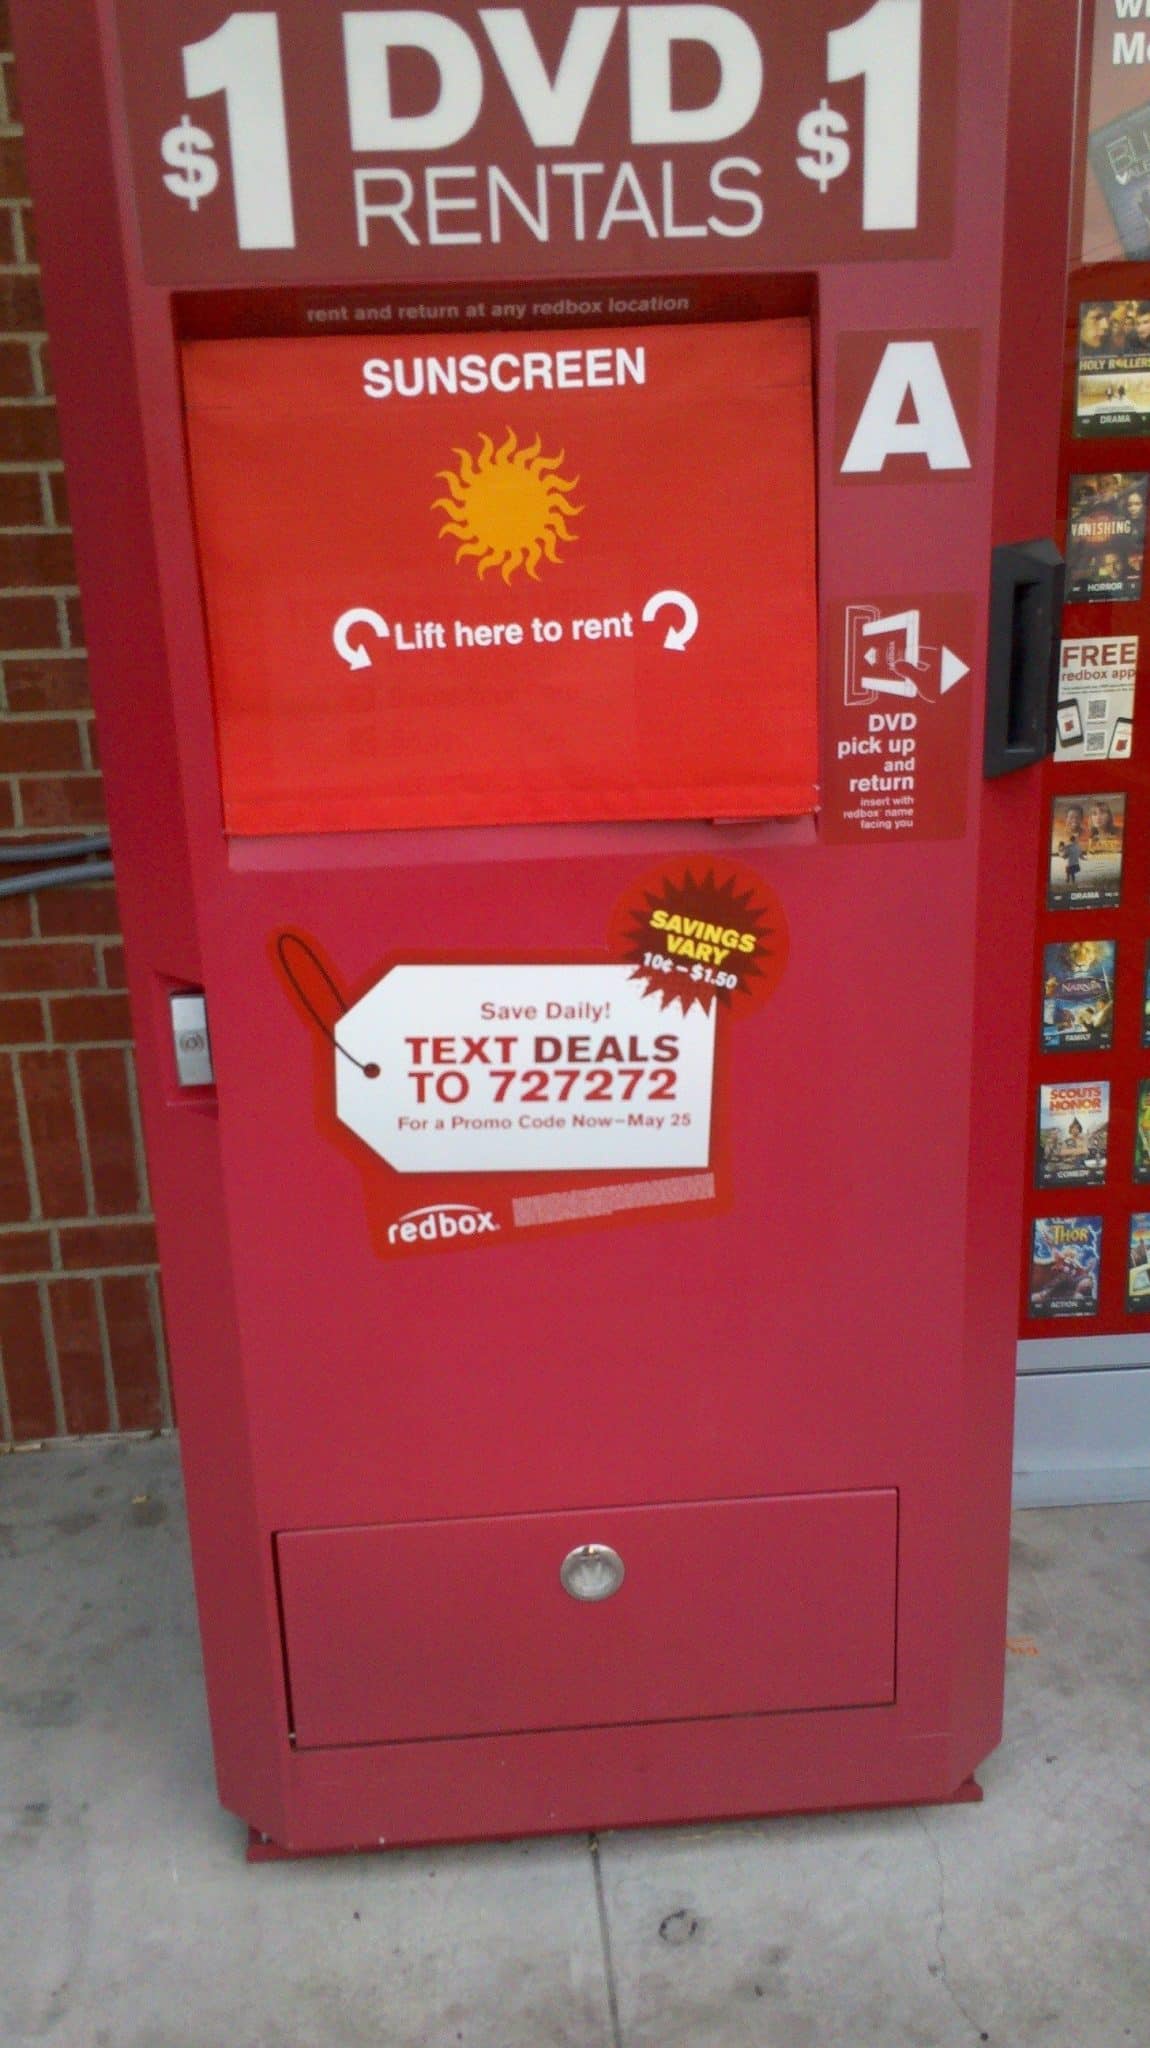 $1 DVD $1
RENTALS
rent and return at any redbox location
SUNSCREEN
Lift here to rent
A
DVD
pick up
and
return
insert with
redbox name
facing you
SAVINGS
VARY
10¢-$1.50
Save Daily!
TEXT DEALS
TO 727272
For a Promo Code Now-May 25
redbox.
HOLY ROLLERS
DRAMA
VANISHING
HORROR
FREE
redbox app
DRAMA
NARNIA
FAMILY
SCOUTS
HONOR
COMEDY
THOR
ACTION